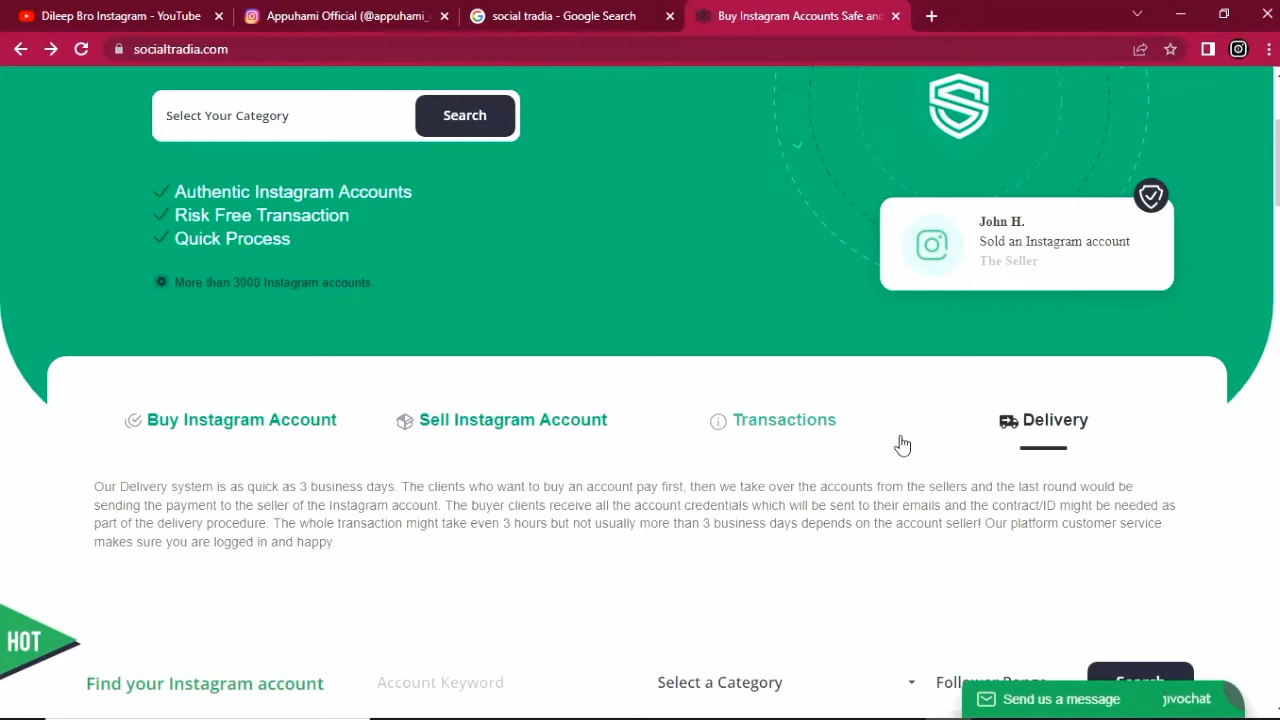 Dileep Bro Instagram - YouTube
Appuhami Official (@appuhami_
social tradia - Google Search
Buy Instagram Accounts Safe and
socialtradia.com
Select Your Category
Search
Authentic Instagram Accounts
Risk Free Transaction
Quick Process
More than 3000 Instagram accounts.
John H.
Sold an Instagram account
The Seller
Buy Instagram Account
Sell Instagram Account
Transactions
Delivery
Our Delivery system is as quick as 3 business days. The clients who want to buy an account pay first, then we take over the accounts from the sellers and the last round would be
sending the payment to the seller of the Instagram account. The buyer clients receive all the account credentials which will be sent to their emails and the contract/ID might be needed as
part of the delivery procedure. The whole transaction might take even 3 hours but not usually more than 3 business days depends on the account seller! Our platform customer service
makes sure you are logged in and happy.
HOT
Find your Instagram account
Account Keyword
Select a Category
Follower Range
Search
Send us a message
jivochat